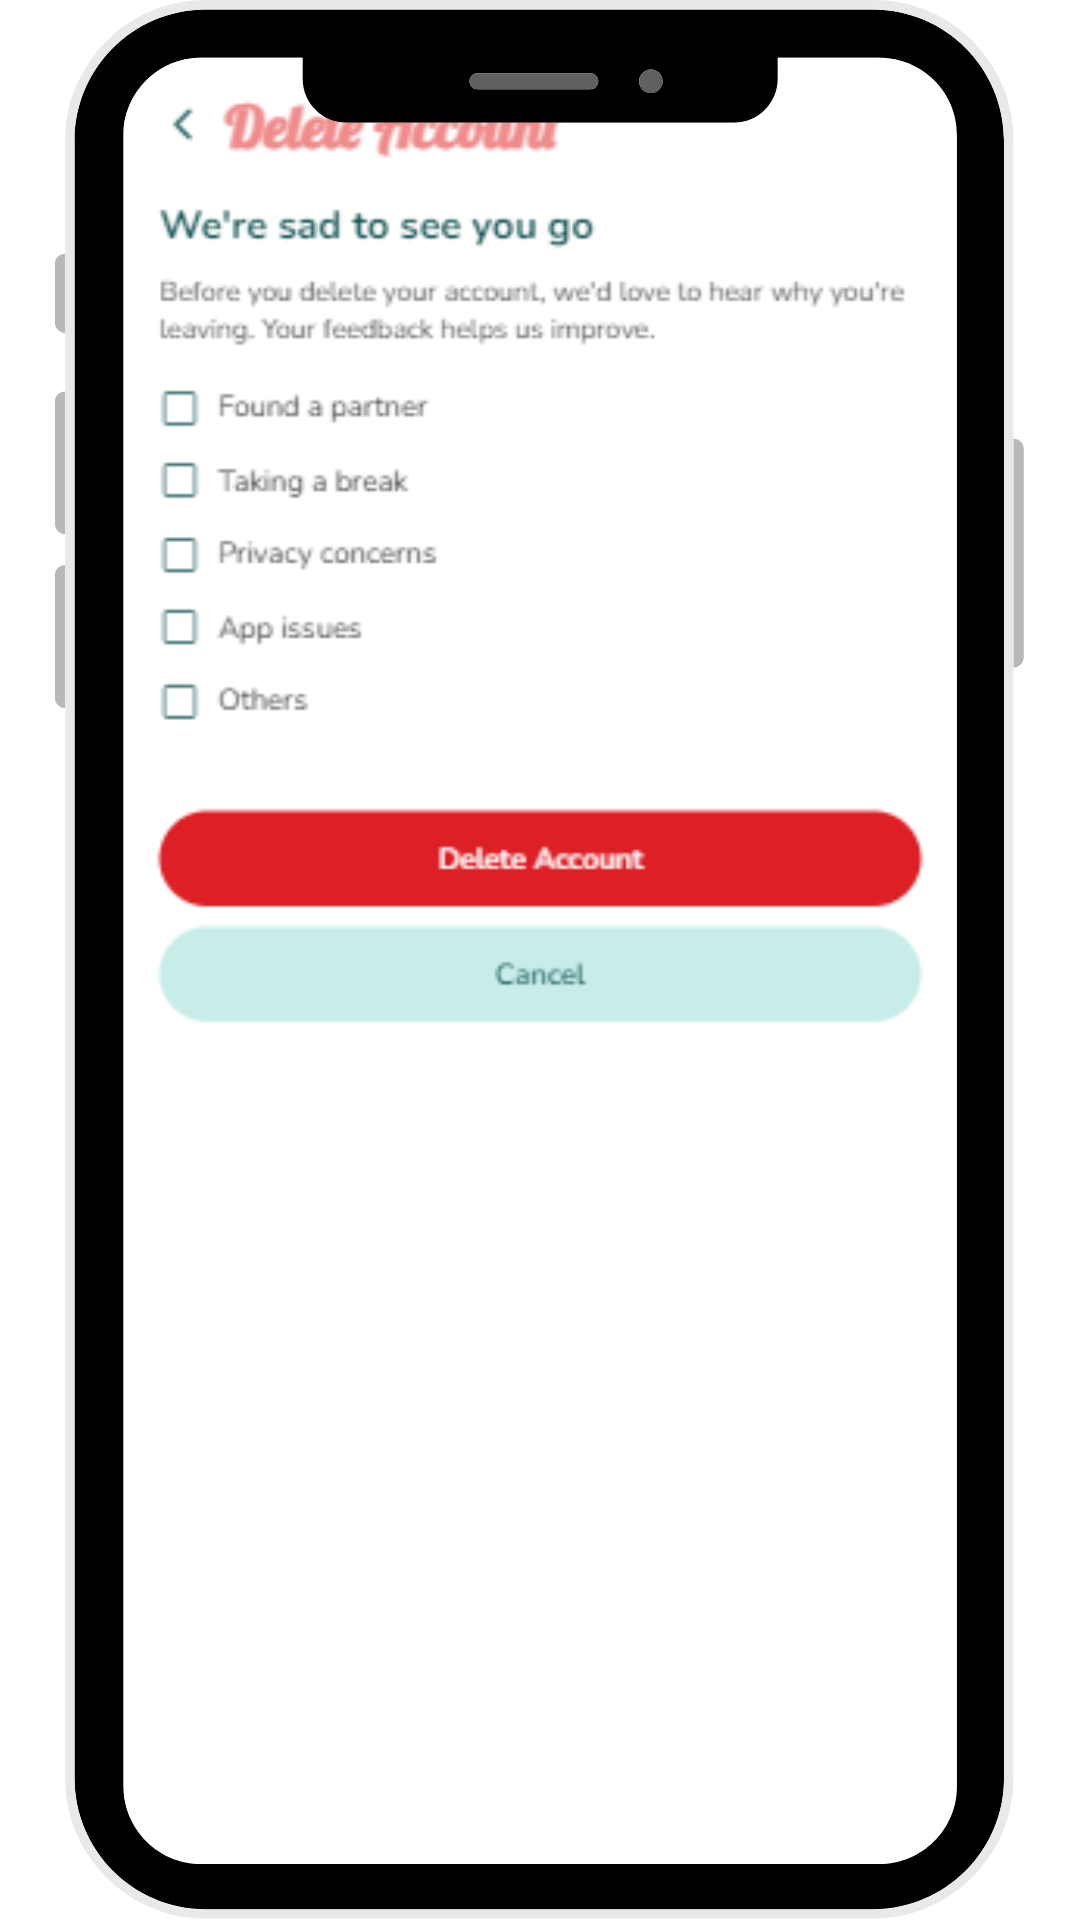 Delete Account
We're sad to see you go
Before you delete your account, we'd love to hear why you're
leaving. Your feedback helps us improve.
Found a partner
Taking a break
Privacy concerns
App issues
Others
Delete Account
Cancel